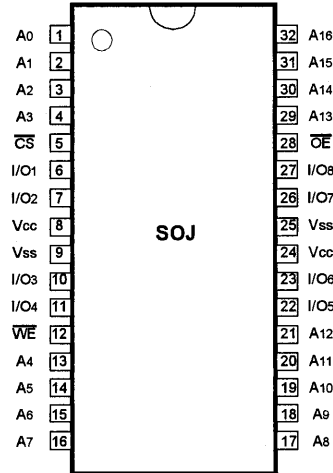 A0 1 32 A16
A1 2 31 A15
A2 3 30 A14
A3 4 29 A13
C̅S̅ 5 28 O̅E̅
I/O1 6 27 I/O8
I/O2 7 26 I/O7
Vcc 8 25 Vss
Vss 9 SOJ 24 Vcc
I/O3 10 23 I/O6
I/O4 11 22 I/O5
W̅E̅ 12 21 A12
A4 13 20 A11
A5 14 19 A10
A6 15 18 A9
A7 16 17 A8